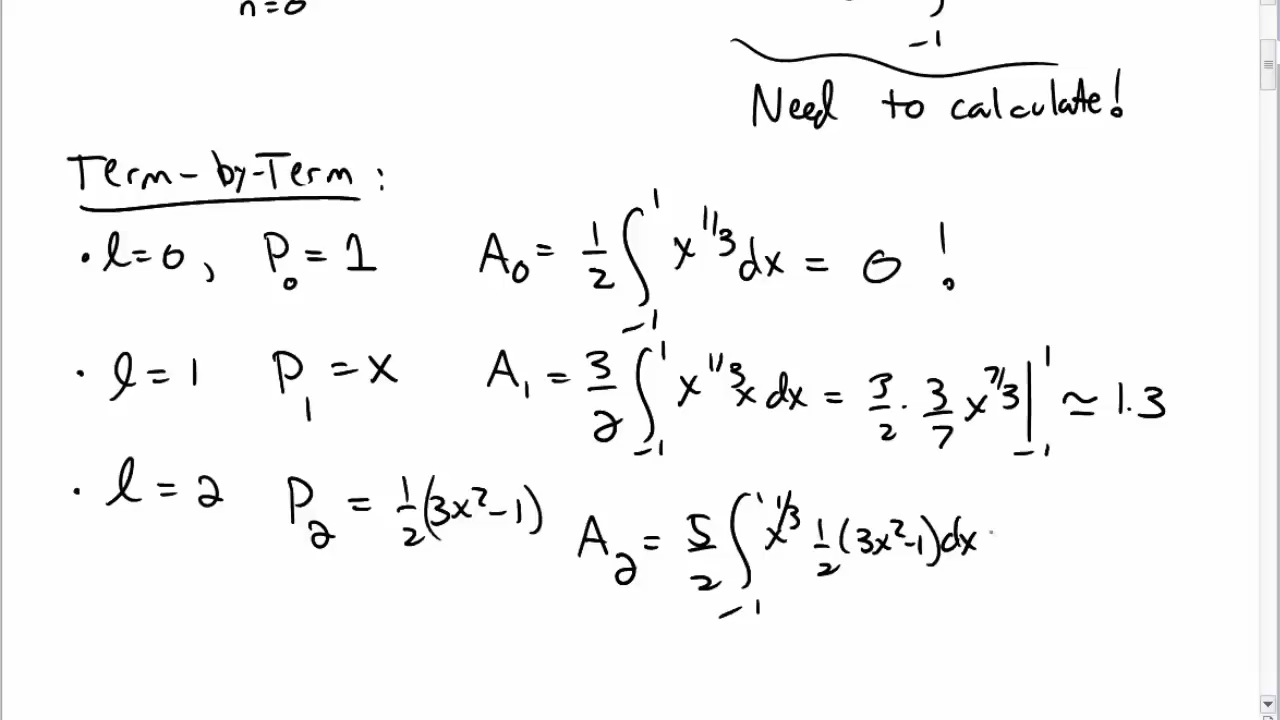 n=0
-1
Need to calculate!
Term-by-Term:
• l=0, P₀ = 1 A₀ = 1/2 ∫₋₁¹ x^(1/3) dx = 0 !
• l=1 P₁ = x A₁ = 3/2 ∫₋₁¹ x^(1/3) x dx = 3/2 · 3/7 x^(7/3) |₋₁¹ ≃ 1.3
• l=2 P₂ = 1/2 (3x²-1) A₂ = 5/2 ∫₋₁¹ x^(1/3) 1/2 (3x²-1) dx